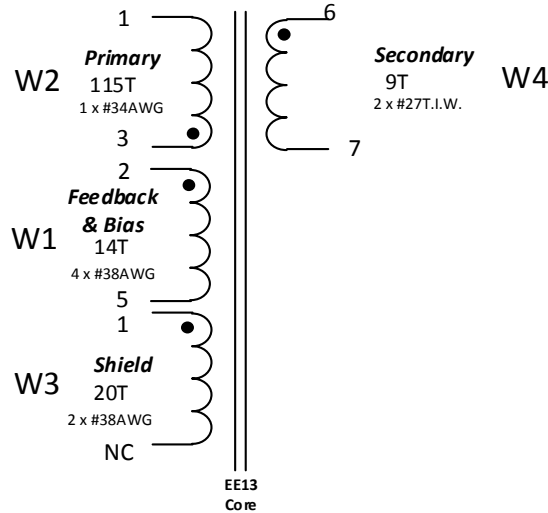 1
Primary
W2
115T
1 x #34AWG
3
6
Secondary
9T
W4
2 x #27T.I.W.
7
2
Feedback
& Bias
W1
14T
4 x #38AWG
5
1
Shield
W3
20T
2 x #38AWG
NC
EE13
Core